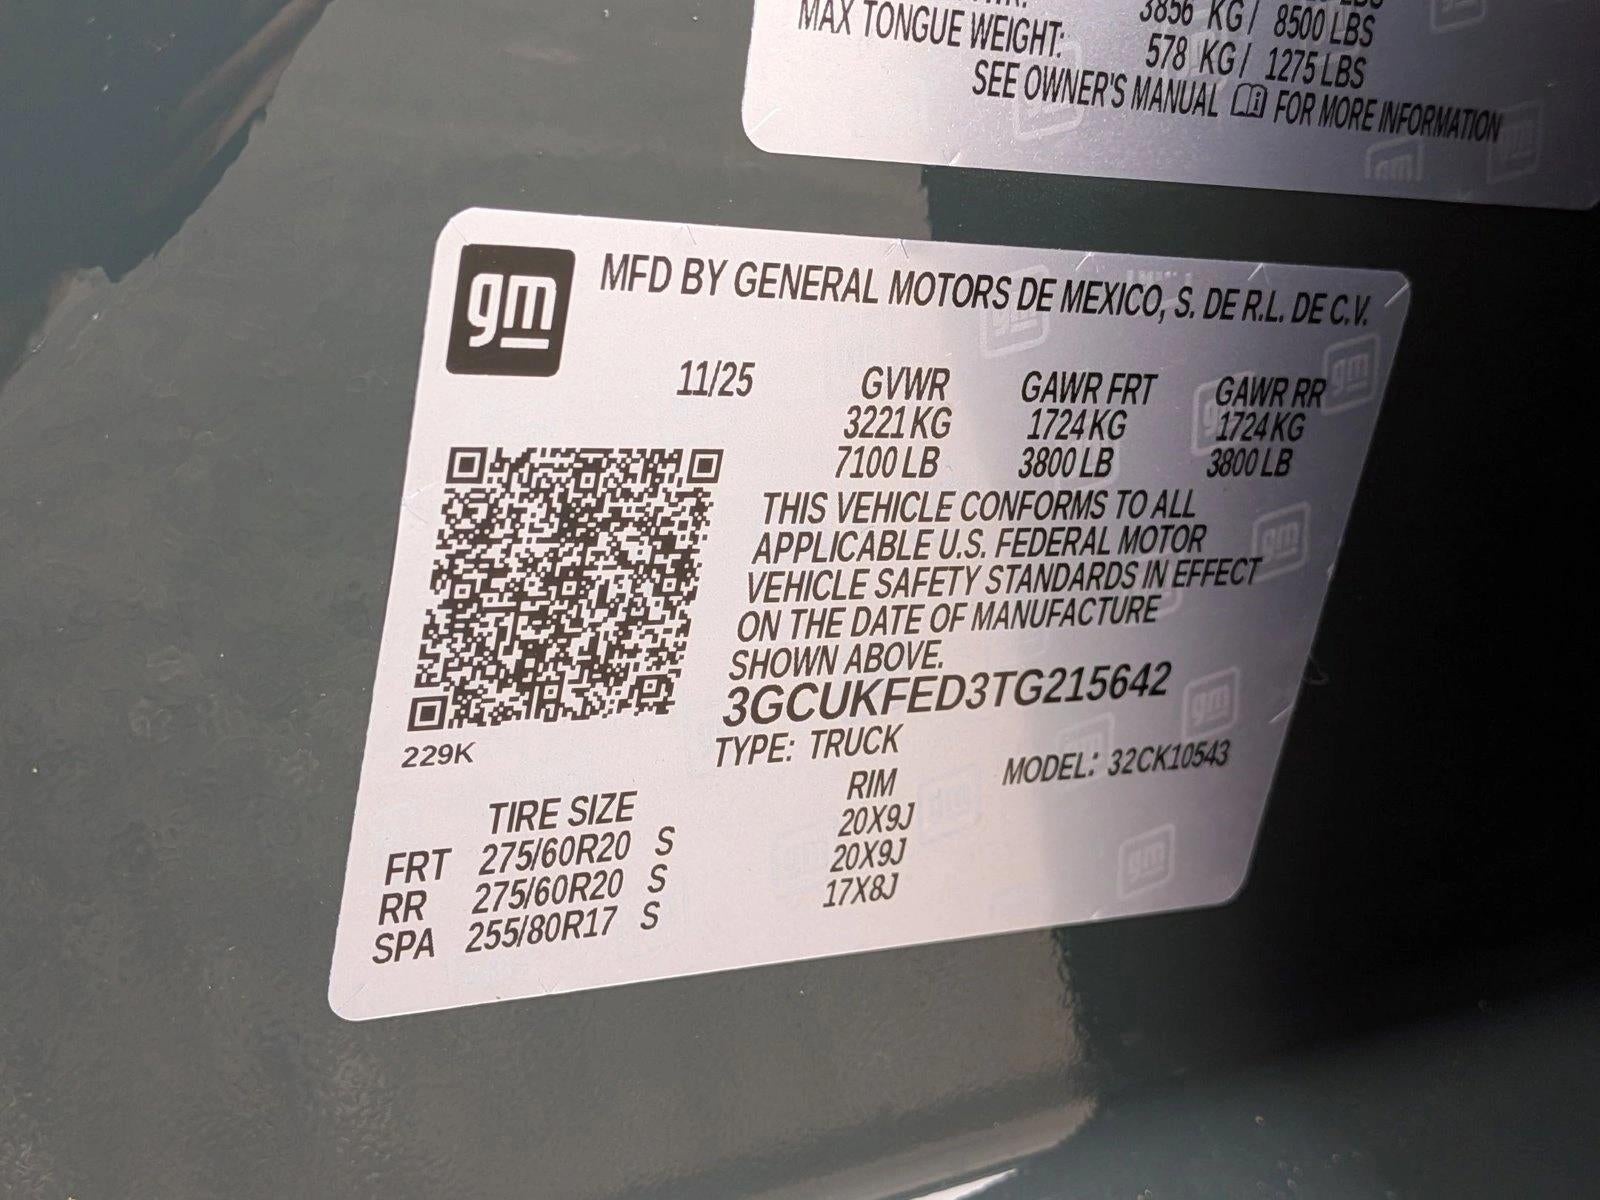 3856 KG / 8500 LBS
MAX TONGUE WEIGHT: 578 KG / 1275 LBS
SEE OWNER'S MANUAL FOR MORE INFORMATION
gm
MFD BY GENERAL MOTORS DE MEXICO, S. DE R.L. DE C.V.
11/25 GVWR GAWR FRT GAWR RR
3221 KG 1724 KG 1724 KG
7100 LB 3800 LB 3800 LB
THIS VEHICLE CONFORMS TO ALL
APPLICABLE U.S. FEDERAL MOTOR
VEHICLE SAFETY STANDARDS IN EFFECT
ON THE DATE OF MANUFACTURE
SHOWN ABOVE.
3GCUKFED3TG215642
229K
TYPE: TRUCK MODEL: 32CK10543
TIRE SIZE RIM
FRT 275/60R20 S 20X9J
RR 275/60R20 S 20X9J
SPA 255/80R17 S 17X8J